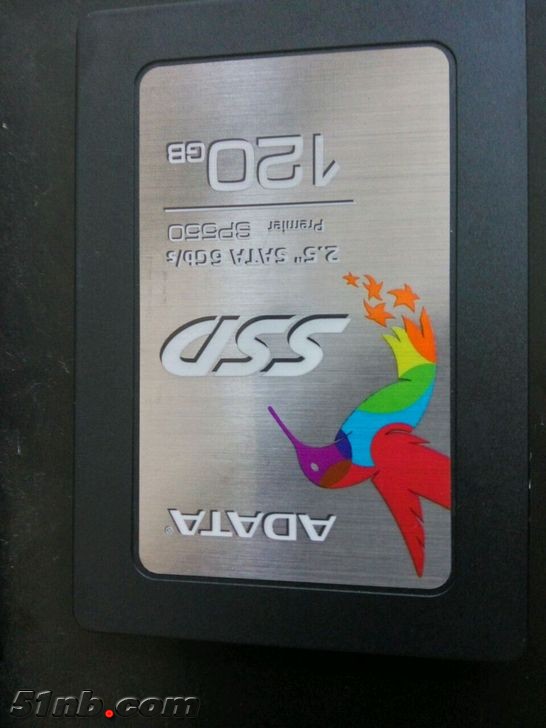 ADATA®
SSD
2.5" SATA 6Gb/s
Premier SP550
120GB
51nb.com